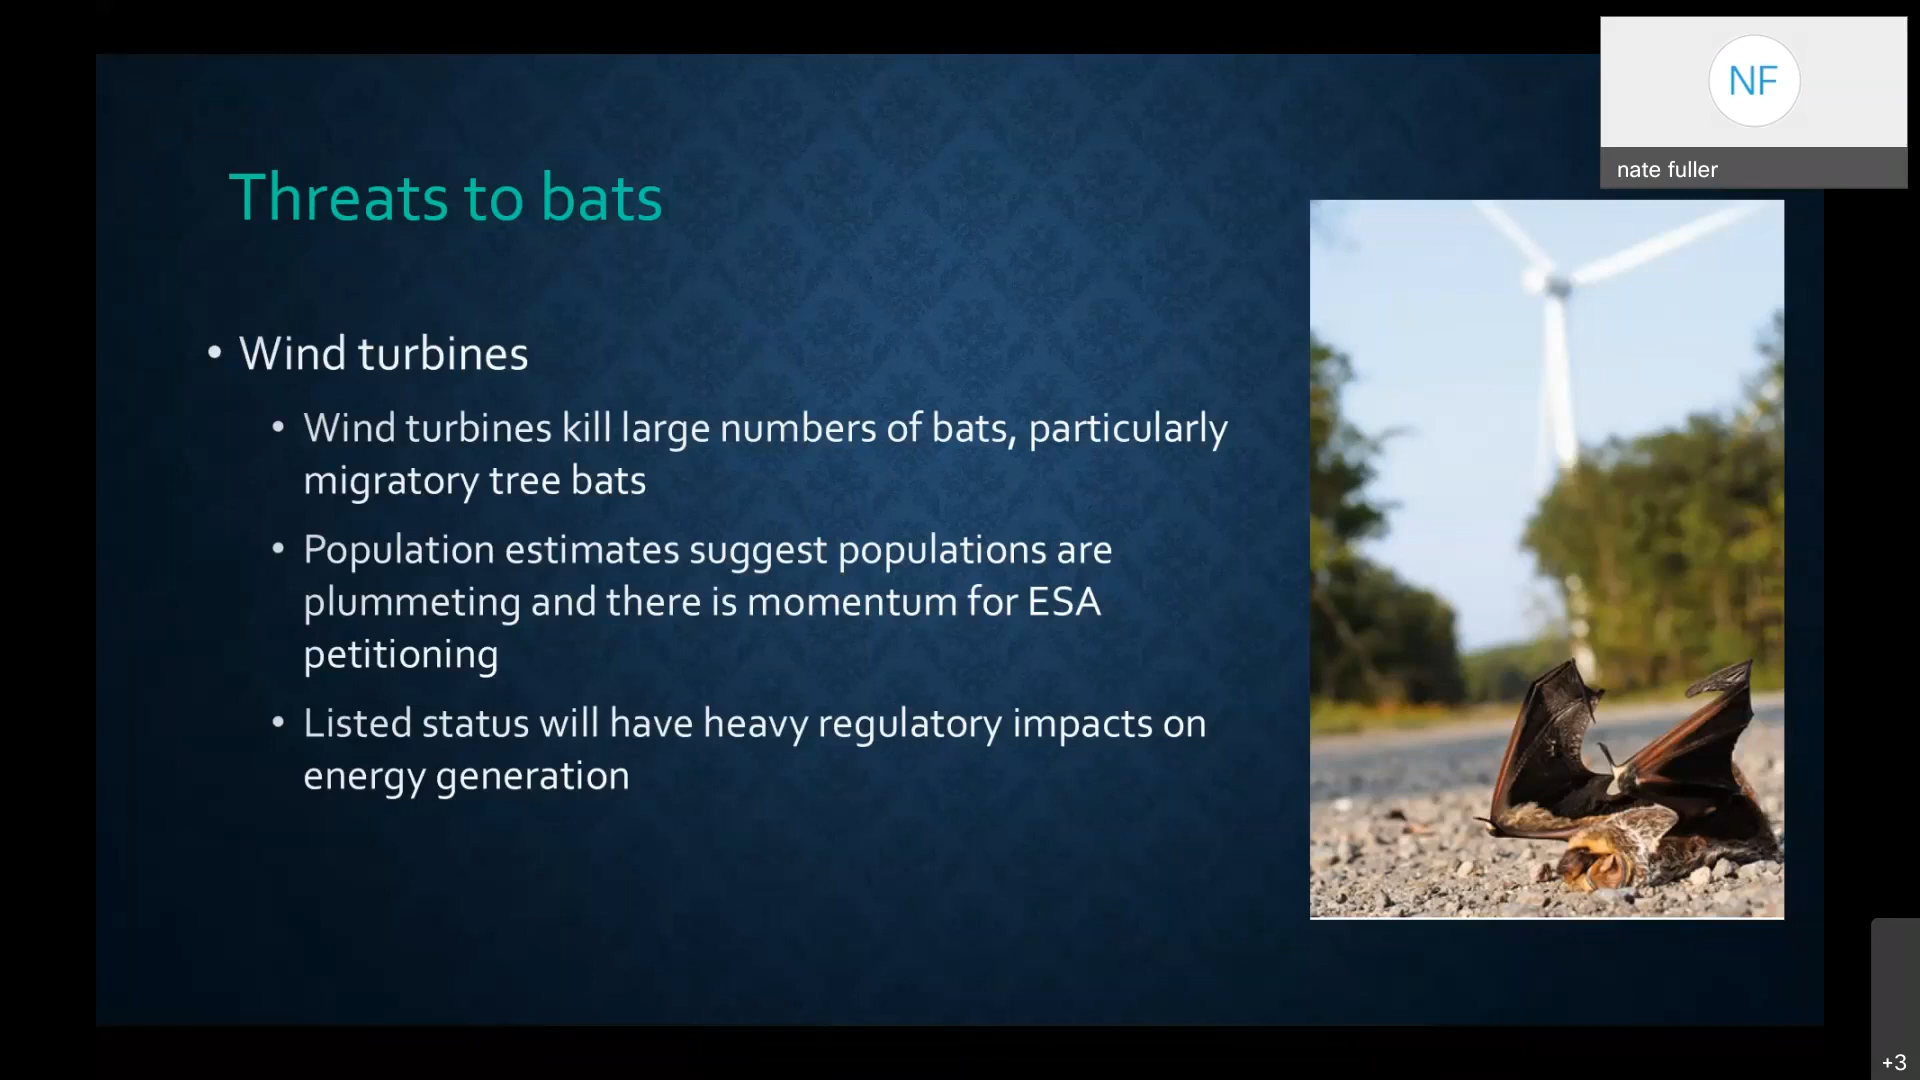 NF
nate fuller
Threats to bats
• Wind turbines
• Wind turbines kill large numbers of bats, particularly
migratory tree bats
• Population estimates suggest populations are
plummeting and there is momentum for ESA
petitioning
• Listed status will have heavy regulatory impacts on
energy generation
+3